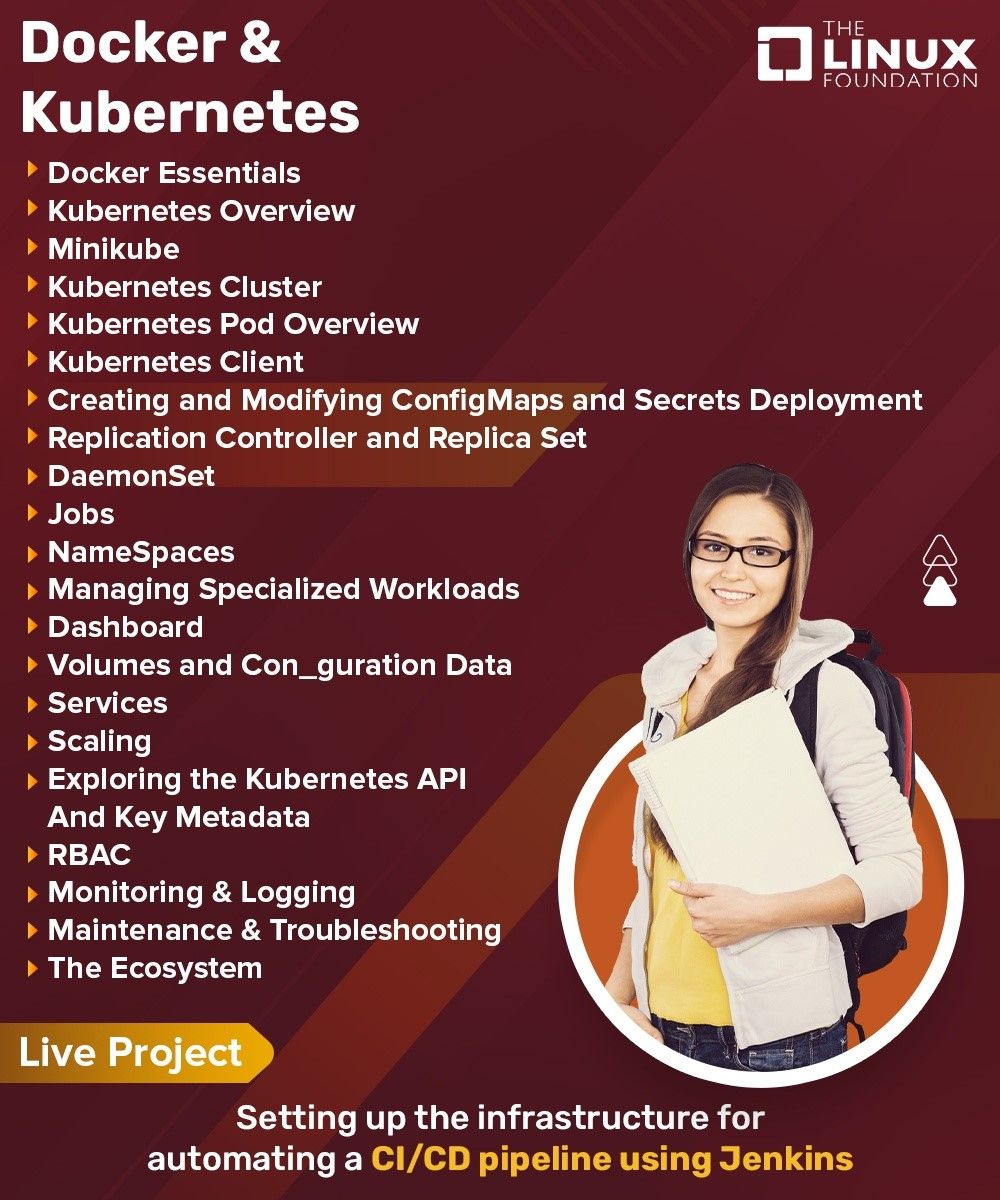 Docker &
Kubernetes
THE
LINUX
FOUNDATION
Docker Essentials
Kubernetes Overview
Minikube
Kubernetes Cluster
Kubernetes Pod Overview
Kubernetes Client
Creating and Modifying ConfigMaps and Secrets Deployment
Replication Controller and Replica Set
DaemonSet
Jobs
NameSpaces
Managing Specialized Workloads
Dashboard
Volumes and Con_guration Data
Services
Scaling
Exploring the Kubernetes API
And Key Metadata
RBAC
Monitoring & Logging
Maintenance & Troubleshooting
The Ecosystem
Live Project
Setting up the infrastructure for
automating a CI/CD pipeline using Jenkins